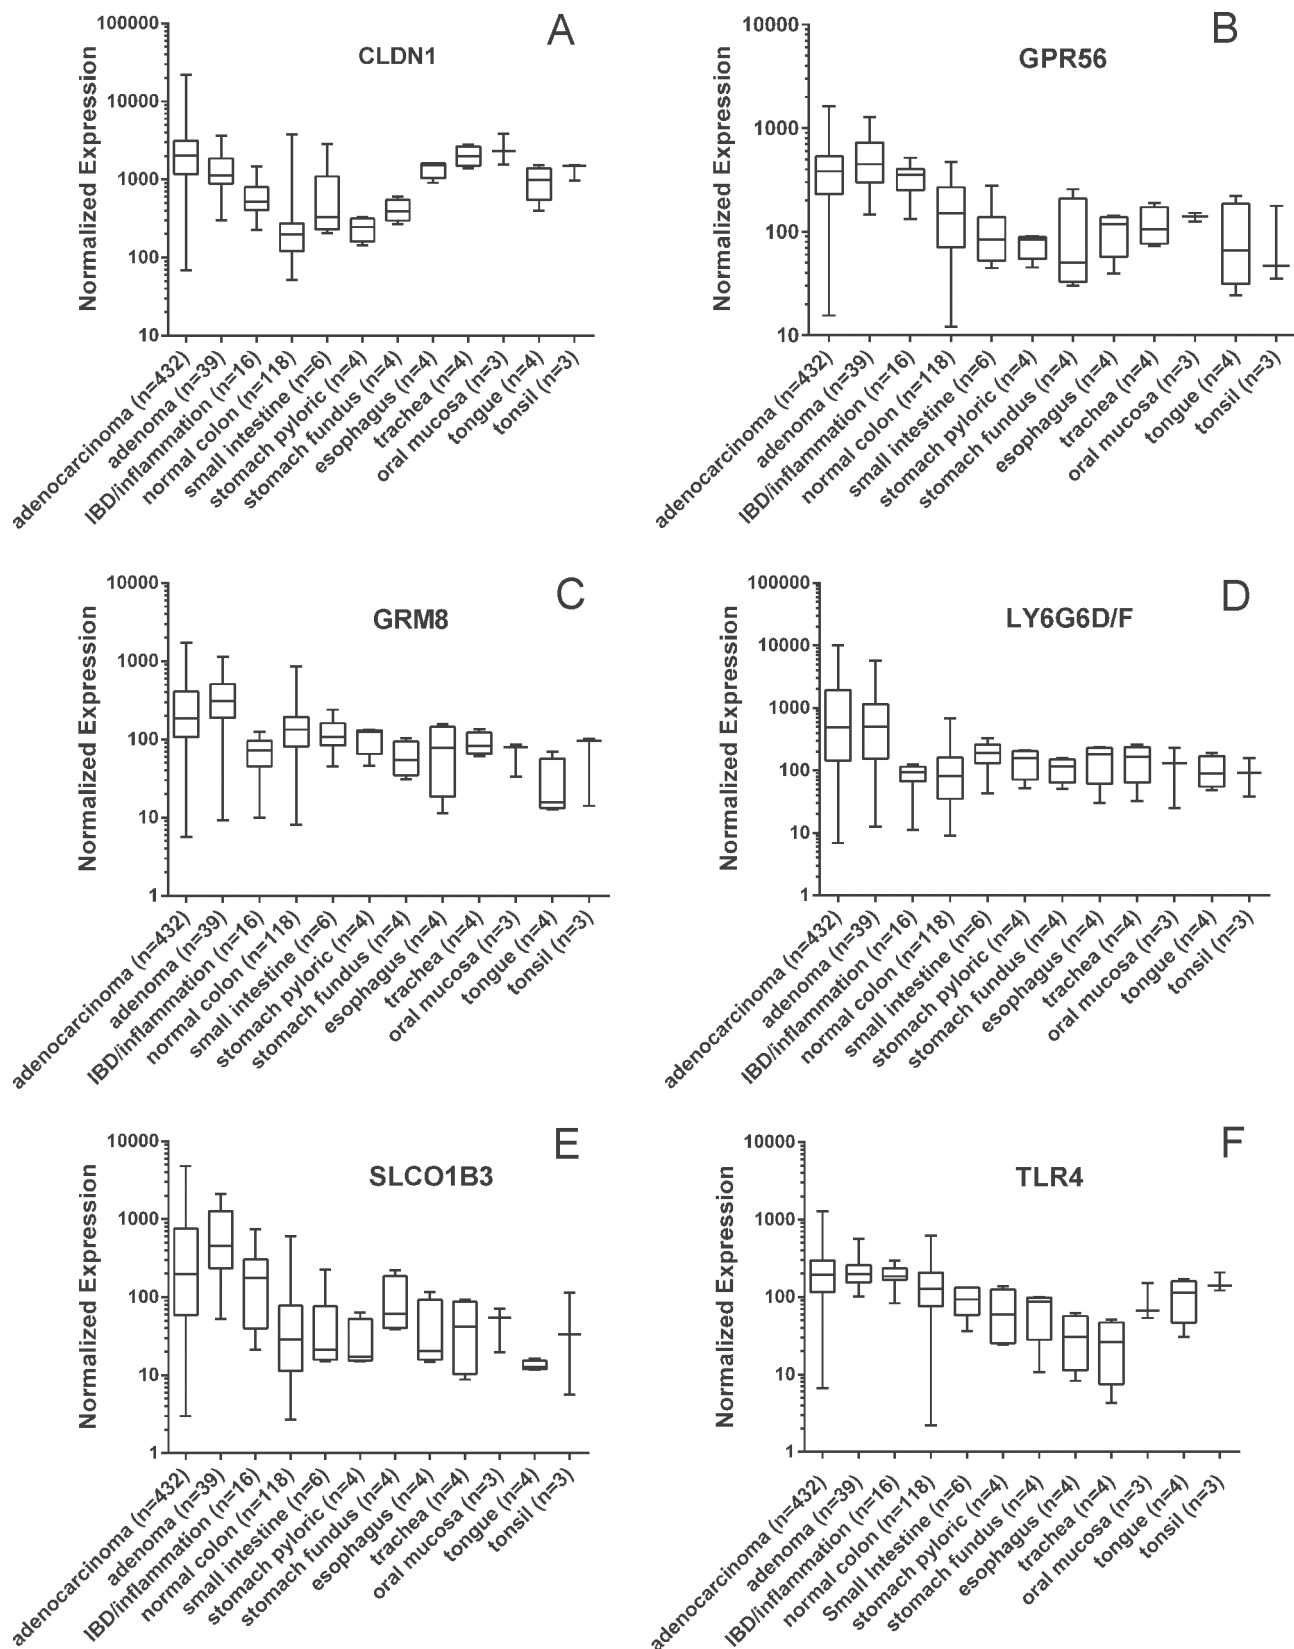 A
CLDN1
Normalized Expression
100000
10000
1000
100
10
adenocarcinoma (n=432)
adenoma (n=39)
IBD/inflammation (n=16)
normal colon (n=118)
small intestine (n=6)
stomach pyloric (n=4)
stomach fundus (n=4)
esophagus (n=4)
trachea (n=4)
oral mucosa (n=3)
tongue (n=4)
tonsil (n=3)
B
GPR56
Normalized Expression
10000
1000
100
10
adenocarcinoma (n=432)
adenoma (n=39)
IBD/inflammation (n=16)
normal colon (n=118)
small intestine (n=6)
stomach pyloric (n=4)
stomach fundus (n=4)
esophagus (n=4)
trachea (n=4)
oral mucosa (n=3)
tongue (n=4)
tonsil (n=3)
C
GRM8
Normalized Expression
10000
1000
100
10
1
adenocarcinoma (n=432)
adenoma (n=39)
IBD/inflammation (n=16)
normal colon (n=118)
small intestine (n=6)
stomach pyloric (n=4)
stomach fundus (n=4)
esophagus (n=4)
trachea (n=4)
oral mucosa (n=3)
tongue (n=4)
tonsil (n=3)
D
LY6G6D/F
Normalized Expression
100000
10000
1000
100
10
1
adenocarcinoma (n=432)
adenoma (n=39)
IBD/inflammation (n=16)
normal colon (n=118)
small intestine (n=6)
stomach pyloric (n=4)
stomach fundus (n=4)
esophagus (n=4)
trachea (n=4)
oral mucosa (n=3)
tongue (n=4)
tonsil (n=3)
E
SLCO1B3
Normalized Expression
10000
1000
100
10
1
adenocarcinoma (n=432)
adenoma (n=39)
IBD/inflammation (n=16)
normal colon (n=118)
small intestine (n=6)
stomach pyloric (n=4)
stomach fundus (n=4)
esophagus (n=4)
trachea (n=4)
oral mucosa (n=3)
tongue (n=4)
tonsil (n=3)
F
TLR4
Normalized Expression
10000
1000
100
10
1
adenocarcinoma (n=432)
adenoma (n=39)
IBD/inflammation (n=16)
normal colon (n=118)
Small Intestine (n=6)
stomach pyloric (n=4)
stomach fundus (n=4)
esophagus (n=4)
trachea (n=4)
oral mucosa (n=3)
tongue (n=4)
tonsil (n=3)